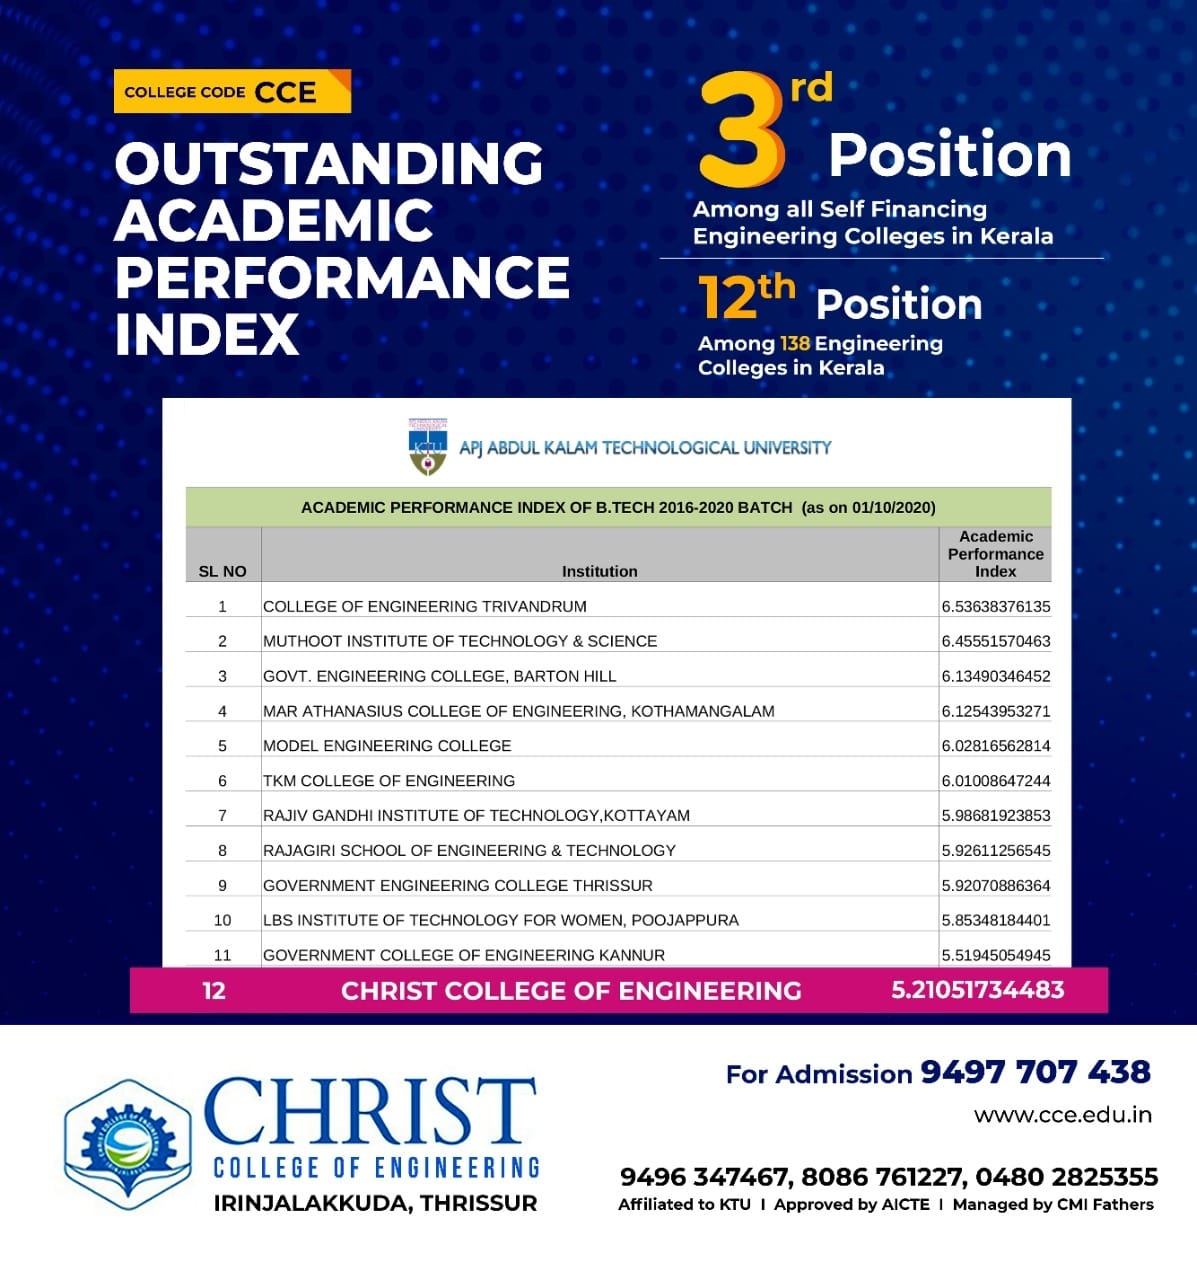 COLLEGE CODE CCE
OUTSTANDING
ACADEMIC
PERFORMANCE
INDEX
3rd
Position
Among all Self Financing
Engineering Colleges in Kerala
12th Position
Among 138 Engineering
Colleges in Kerala
KTU
APJ ABDUL KALAM TECHNOLOGICAL UNIVERSITY
ACADEMIC PERFORMANCE INDEX OF B.TECH 2016-2020 BATCH (as on 01/10/2020)
SL NO Institution Academic Performance Index
1 COLLEGE OF ENGINEERING TRIVANDRUM 6.53638376135
2 MUTHOOT INSTITUTE OF TECHNOLOGY & SCIENCE 6.45551570463
3 GOVT. ENGINEERING COLLEGE, BARTON HILL 6.13490346452
4 MAR ATHANASIUS COLLEGE OF ENGINEERING, KOTHAMANGALAM 6.12543953271
5 MODEL ENGINEERING COLLEGE 6.02816562814
6 TKM COLLEGE OF ENGINEERING 6.01008647244
7 RAJIV GANDHI INSTITUTE OF TECHNOLOGY,KOTTAYAM 5.98681923853
8 RAJAGIRI SCHOOL OF ENGINEERING & TECHNOLOGY 5.92611256545
9 GOVERNMENT ENGINEERING COLLEGE THRISSUR 5.92070886364
10 LBS INSTITUTE OF TECHNOLOGY FOR WOMEN, POOJAPPURA 5.85348184401
11 GOVERNMENT COLLEGE OF ENGINEERING KANNUR 5.51945054945
12 CHRIST COLLEGE OF ENGINEERING 5.21051734483
CHRIST
COLLEGE OF ENGINEERING
IRINJALAKKUDA, THRISSUR
For Admission 9497 707 438
www.cce.edu.in
9496 347467, 8086 761227, 0480 2825355
Affiliated to KTU I Approved by AICTE I Managed by CMI Fathers